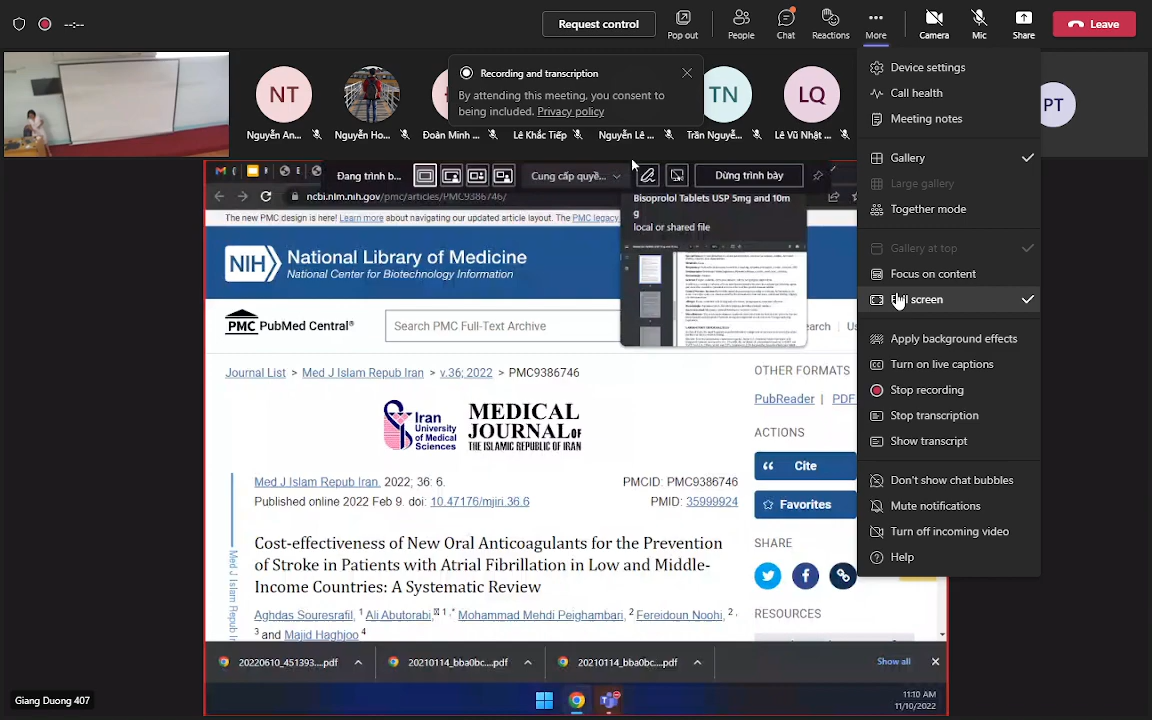 --:--
Request control
Pop out
People
Chat
Reactions
More
Camera
Mic
Share
Leave
NT
Nguyễn An...
Nguyễn Ho...
Đoàn Minh ...
Lê Khắc Tiếp
Nguyễn Lê ...
TN
Trần Nguyễ...
LQ
Lê Vũ Nhật ...
PT
Recording and transcription
By attending this meeting, you consent to
being included. Privacy policy
Device settings
Call health
Meeting notes
Gallery
Large gallery
Together mode
Gallery at top
Focus on content
Full screen
Apply background effects
Turn on live captions
Stop recording
Stop transcription
Show transcript
Don't show chat bubbles
Mute notifications
Turn off incoming video
Help
Đang trình b...
Cung cấp quyề...
Dừng trình bày
ncbi.nlm.nih.gov/pmc/articles/PMC9386746/
Bisoprolol Tablets USP 5mg and 10m
g
local or shared file
The new PMC design is here! Learn more about navigating our updated article layout. The PMC legacy
NIH
National Library of Medicine
National Center for Biotechnology Information
PMC PubMed Central®
Search PMC Full-Text Archive
earch
Us
Journal List > Med J Islam Repub Iran > v.36; 2022 > PMC9386746
OTHER FORMATS
PubReader | PDF
Iran
University
of Medical
Sciences
MEDICAL
JOURNAL OF
THE ISLAMIC REPUBLIC OF IRAN
ACTIONS
Cite
Favorites
Med J Islam Repub Iran. 2022; 36: 6.
PMCID: PMC9386746
Published online 2022 Feb 9. doi: 10.47176/mjiri.36.6
PMID: 35999924
SHARE
Cost-effectiveness of New Oral Anticoagulants for the Prevention
of Stroke in Patients with Atrial Fibrillation in Low and Middle-
Income Countries: A Systematic Review
RESOURCES
Aghdas Souresrafil, 1 Ali Abutorabi, 1,* Mohammad Mehdi Peighambari, 2 Fereidoun Noohi, 2,
3 and Majid Haghjoo 4
Med J Islam Repub Ir
20220610_451393....pdf
20210114_bba0bc....pdf
20210114_bba0bc....pdf
Show all
11:10 AM
11/10/2022
Giang Duong 407